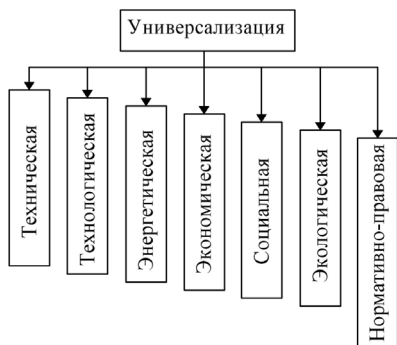 Универсализация
Техническая
Технологическая
Энергетическая
Экономическая
Социальная
Экологическая
Нормативно-правовая